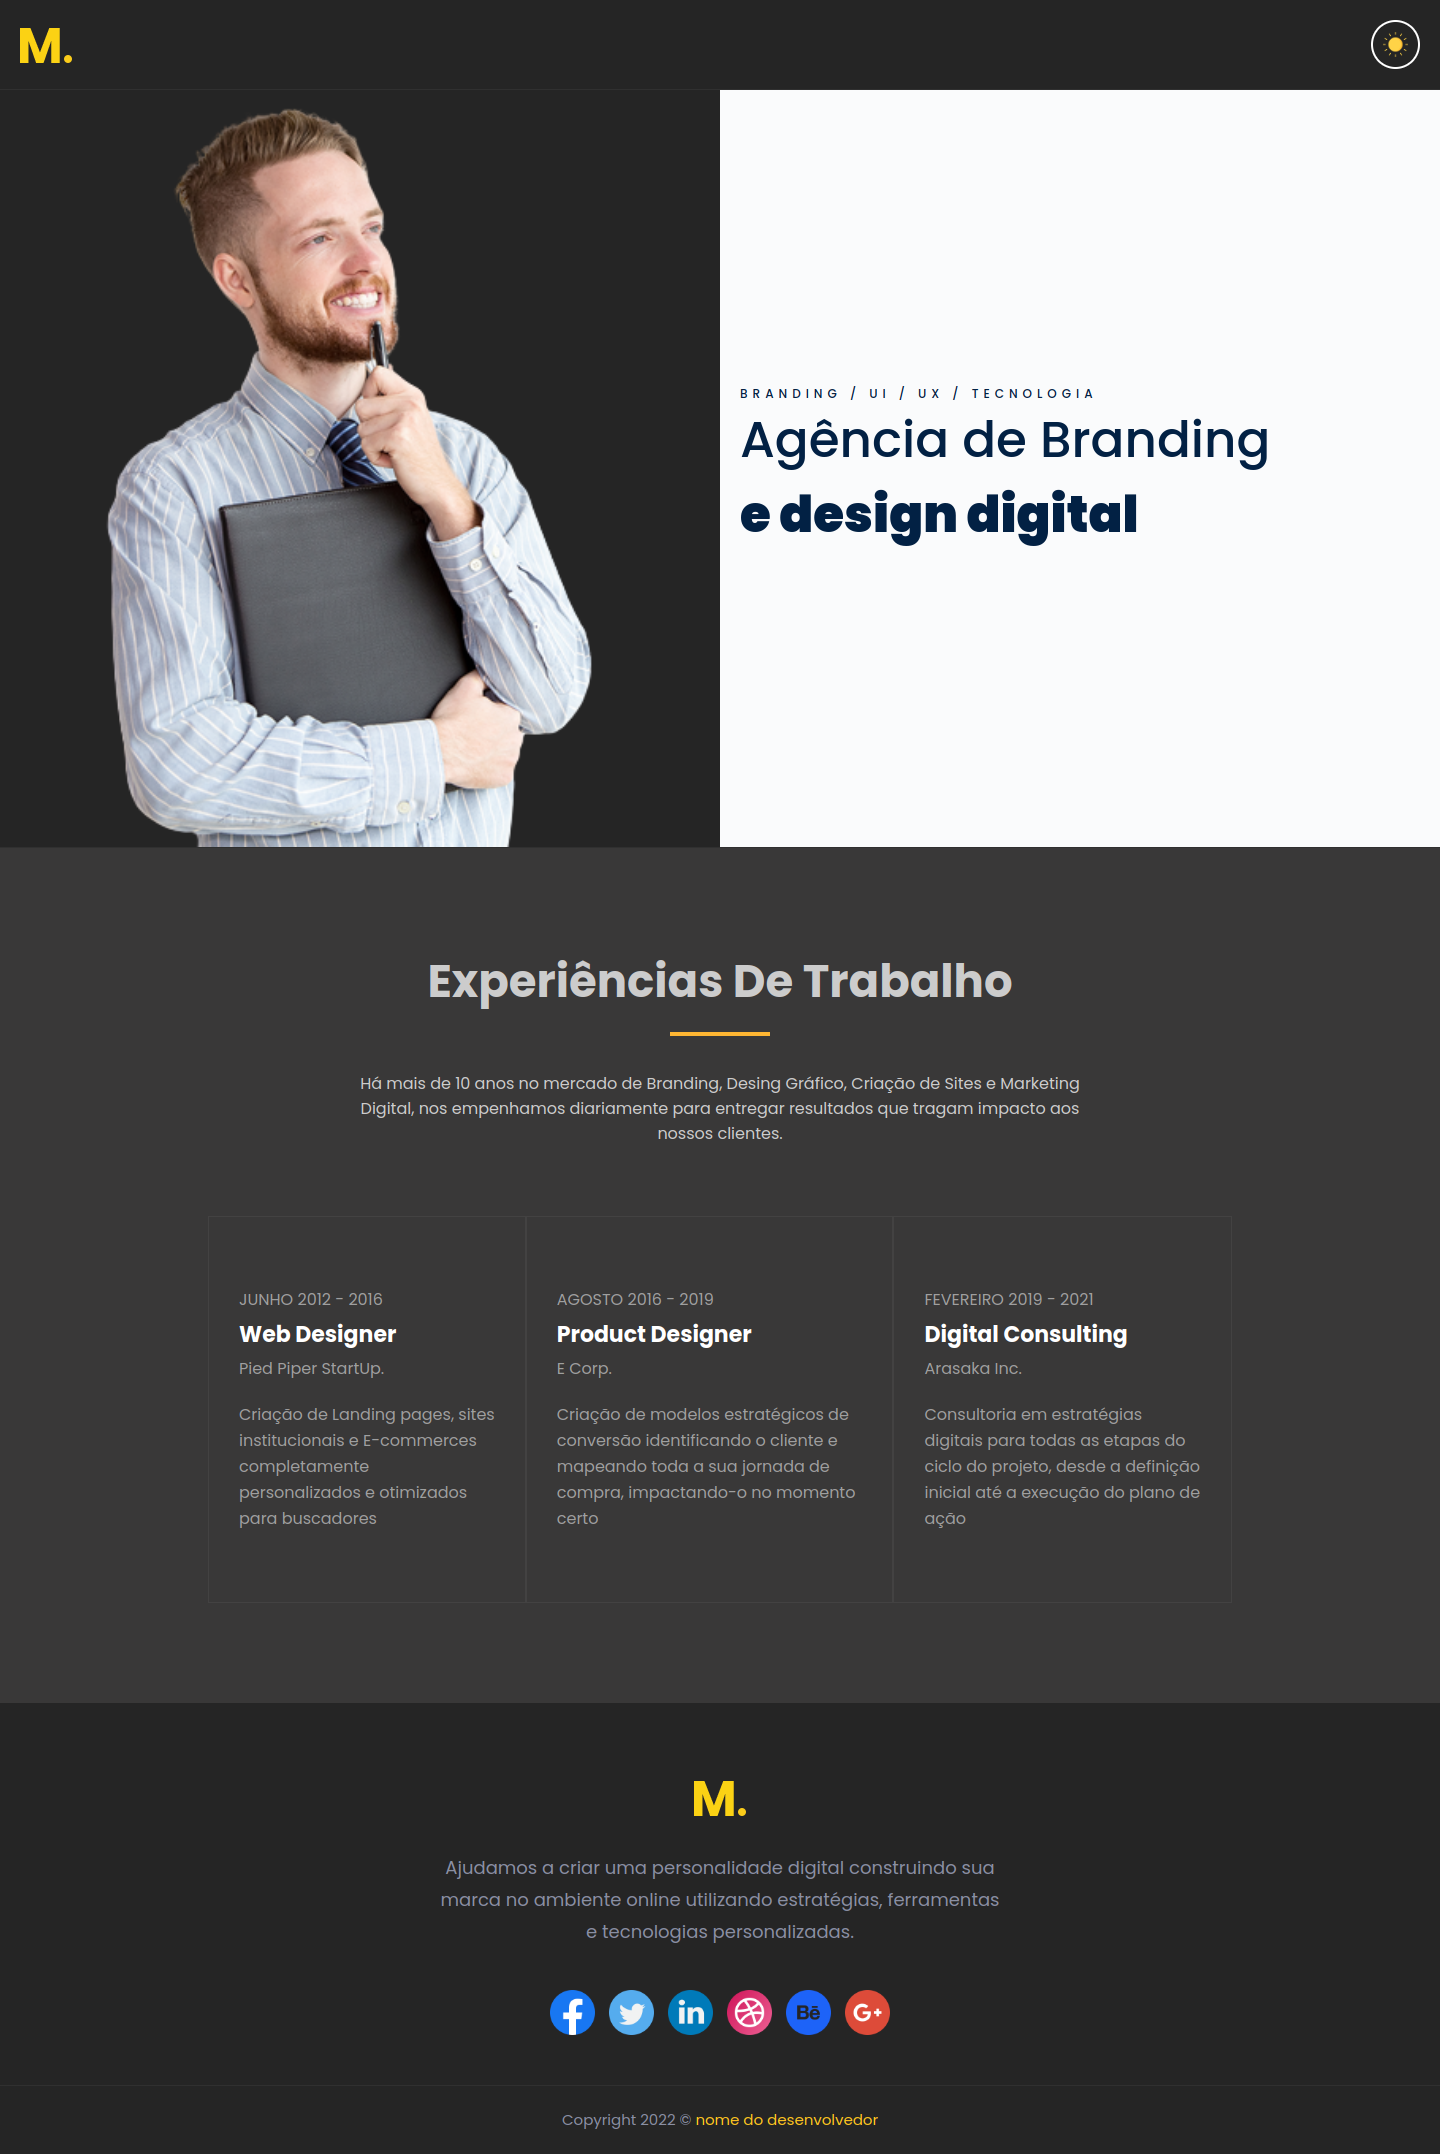 M.
BRANDING / UI / UX / TECNOLOGIA
Agência de Branding
e design digital
Experiências De Trabalho
Há mais de 10 anos no mercado de Branding, Desing Gráfico, Criação de Sites e Marketing
Digital, nos empenhamos diariamente para entregar resultados que tragam impacto aos
nossos clientes.
JUNHO 2012 - 2016
Web Designer
Pied Piper StartUp.
Criação de Landing pages, sites
institucionais e E-commerces
completamente
personalizados e otimizados
para buscadores
AGOSTO 2016 - 2019
Product Designer
E Corp.
Criação de modelos estratégicos de
conversão identificando o cliente e
mapeando toda a sua jornada de
compra, impactando-o no momento
certo
FEVEREIRO 2019 - 2021
Digital Consulting
Arasaka Inc.
Consultoria em estratégias
digitais para todas as etapas do
ciclo do projeto, desde a definição
inicial até a execução do plano de
ação
M.
Ajudamos a criar uma personalidade digital construindo sua
marca no ambiente online utilizando estratégias, ferramentas
e tecnologias personalizadas.
f in Bē G+
Copyright 2022 © nome do desenvolvedor